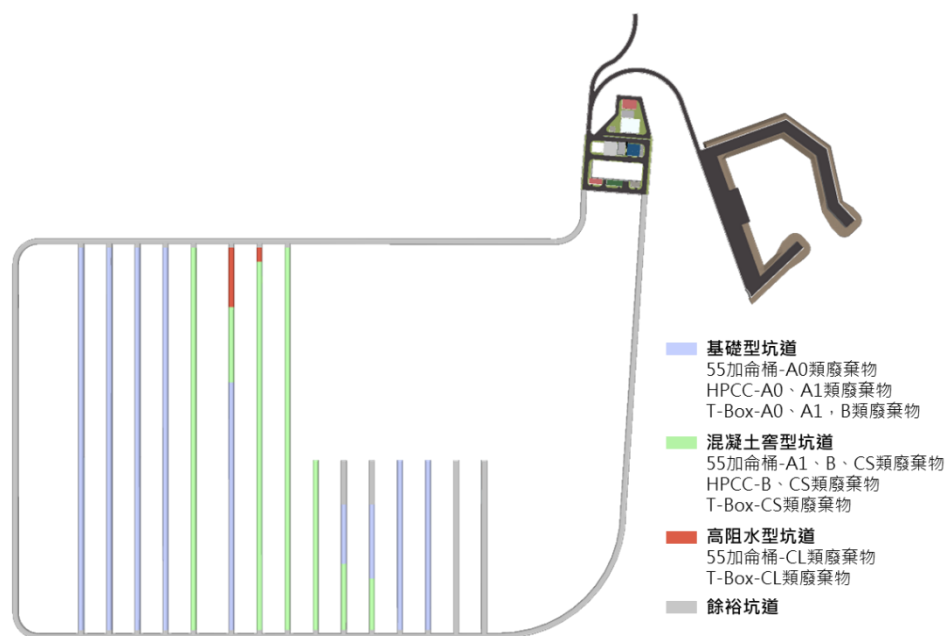 基礎型坑道
55加侖桶-A0類廢棄物
HPCC-A0、A1類廢棄物
T-Box-A0、A1，B類廢棄物
混凝土窖型坑道
55加侖桶-A1、B、CS類廢棄物
HPCC-B、CS類廢棄物
T-Box-CS類廢棄物
高阻水型坑道
55加侖桶-CL類廢棄物
T-Box-CL類廢棄物
餘裕坑道